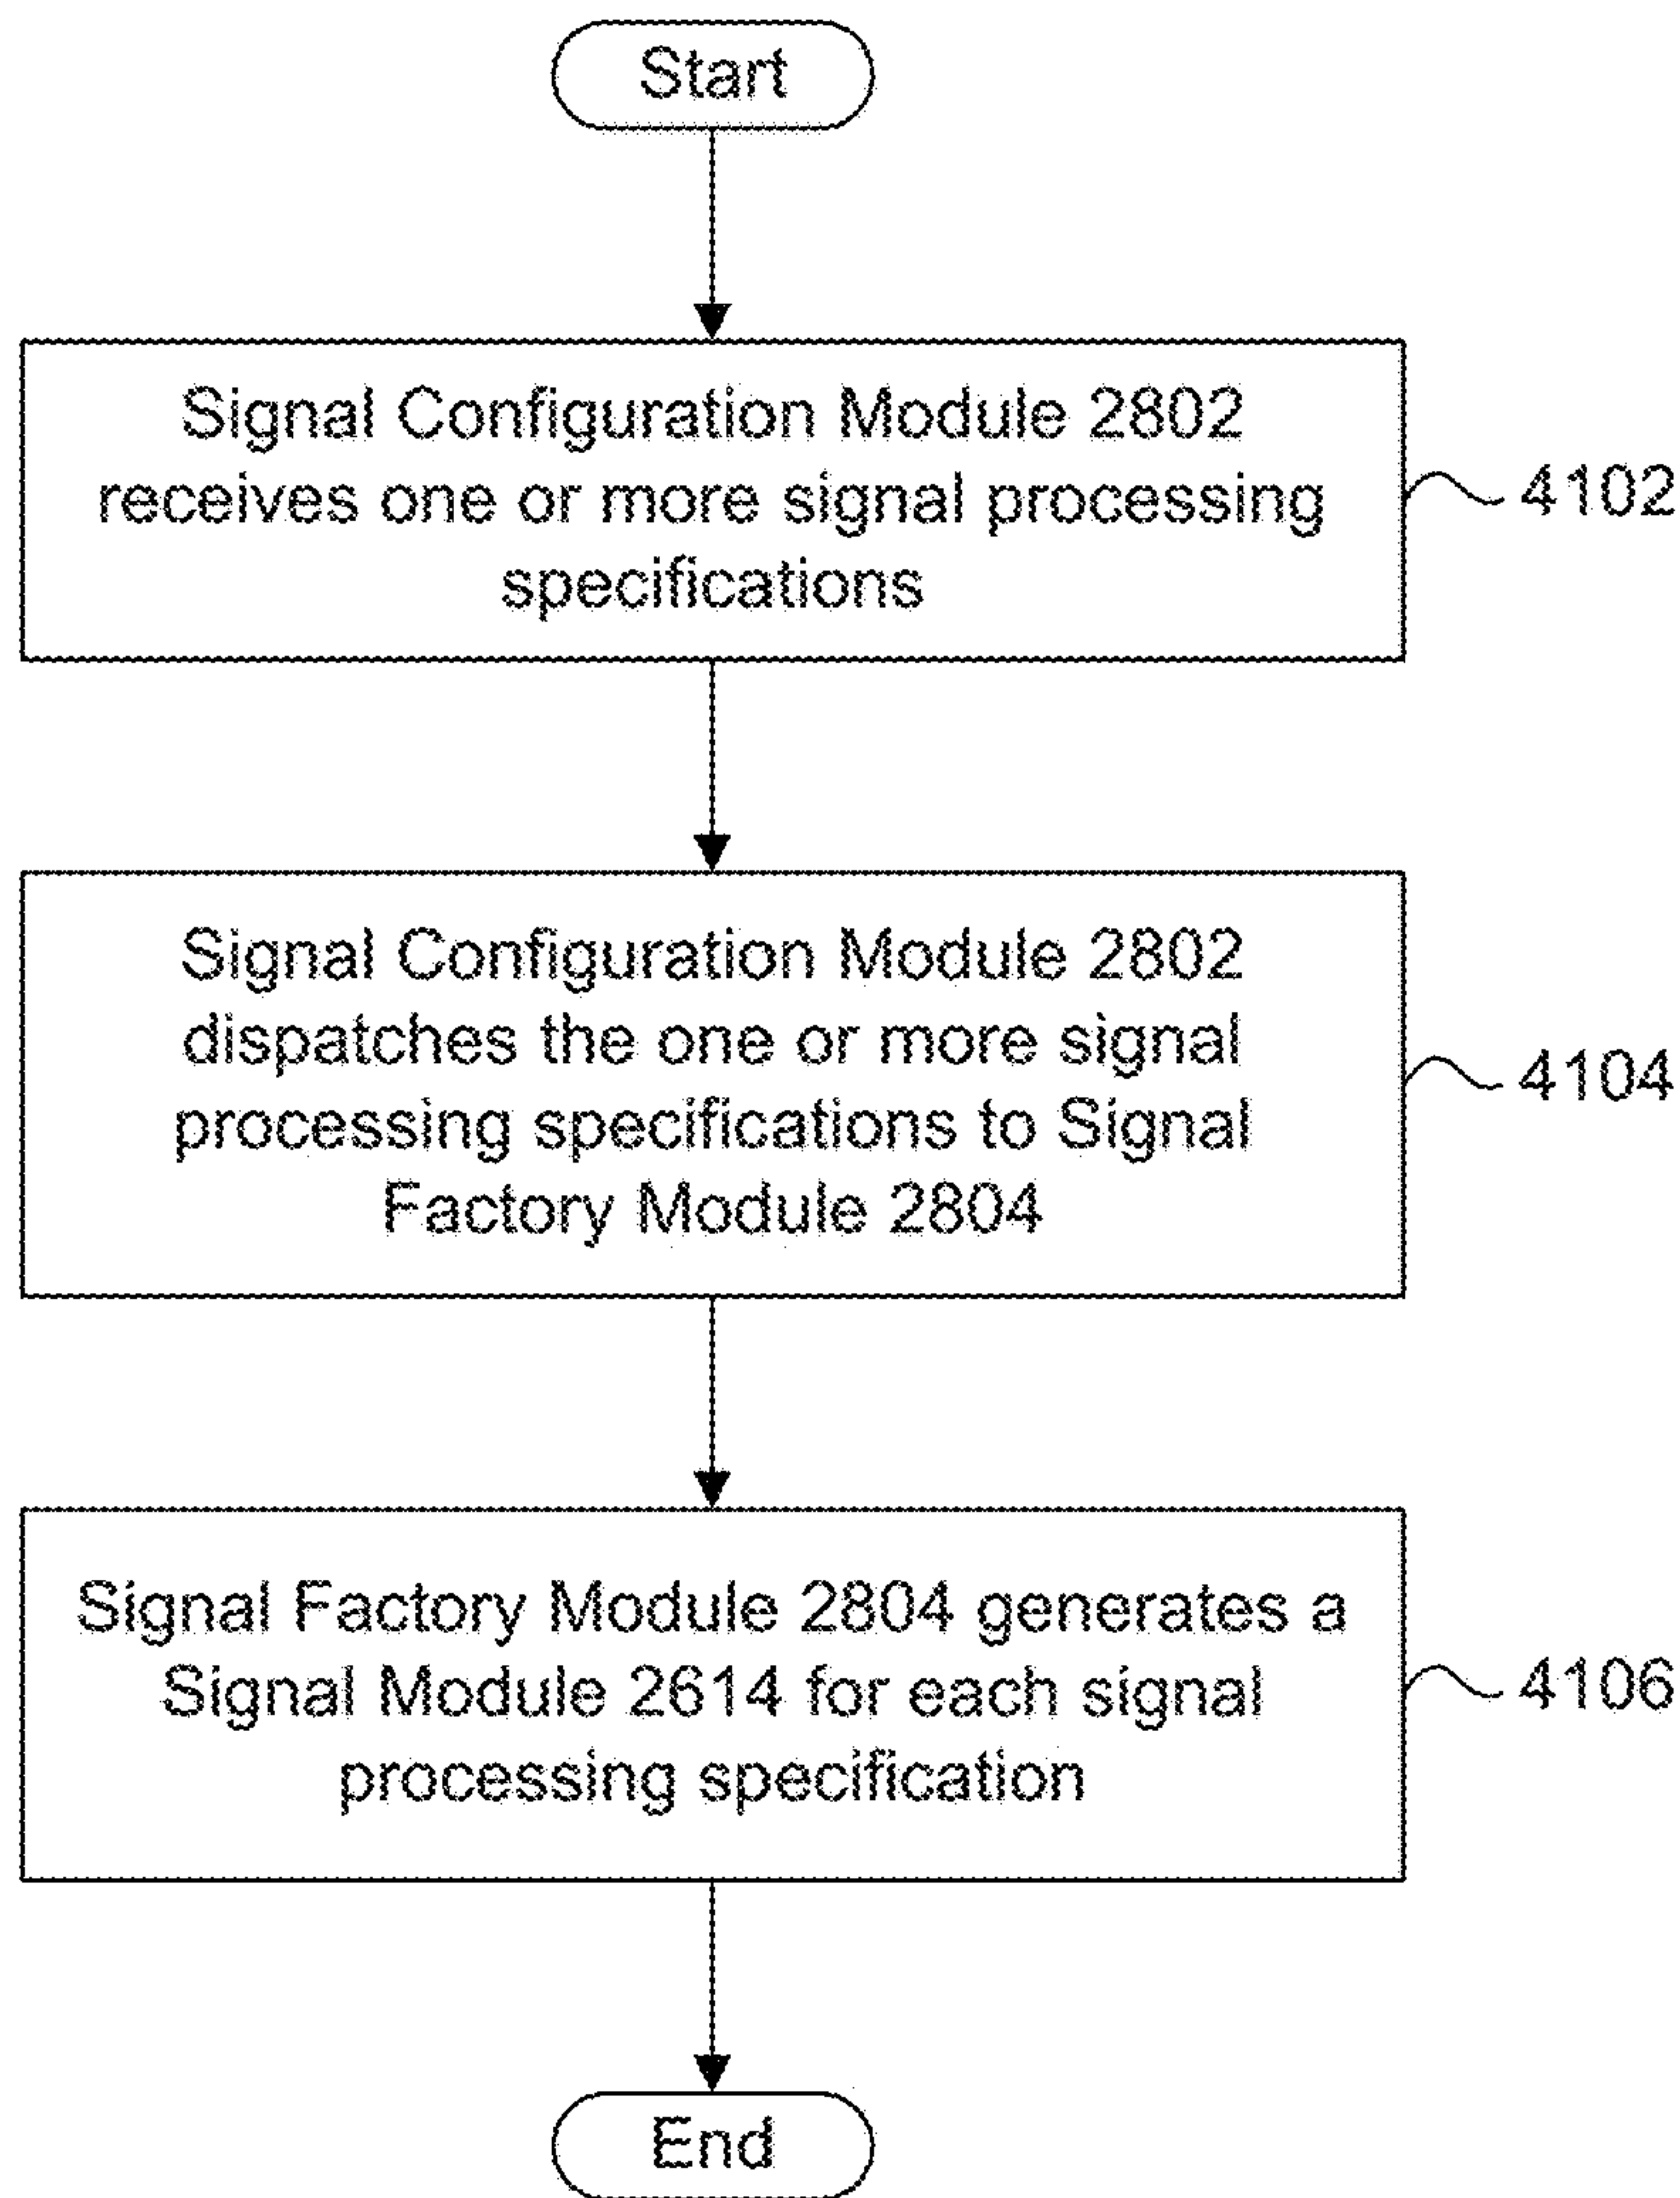 Start
Signal Configuration Module 2802
receives one or more signal processing
specifications
4102
Signal Configuration Module 2802
dispatches the one or more signal
processing specifications to Signal
Factory Module 2804
4104
Signal Factory Module 2804 generates a
Signal Module 2614 for each signal
processing specification
4106
End